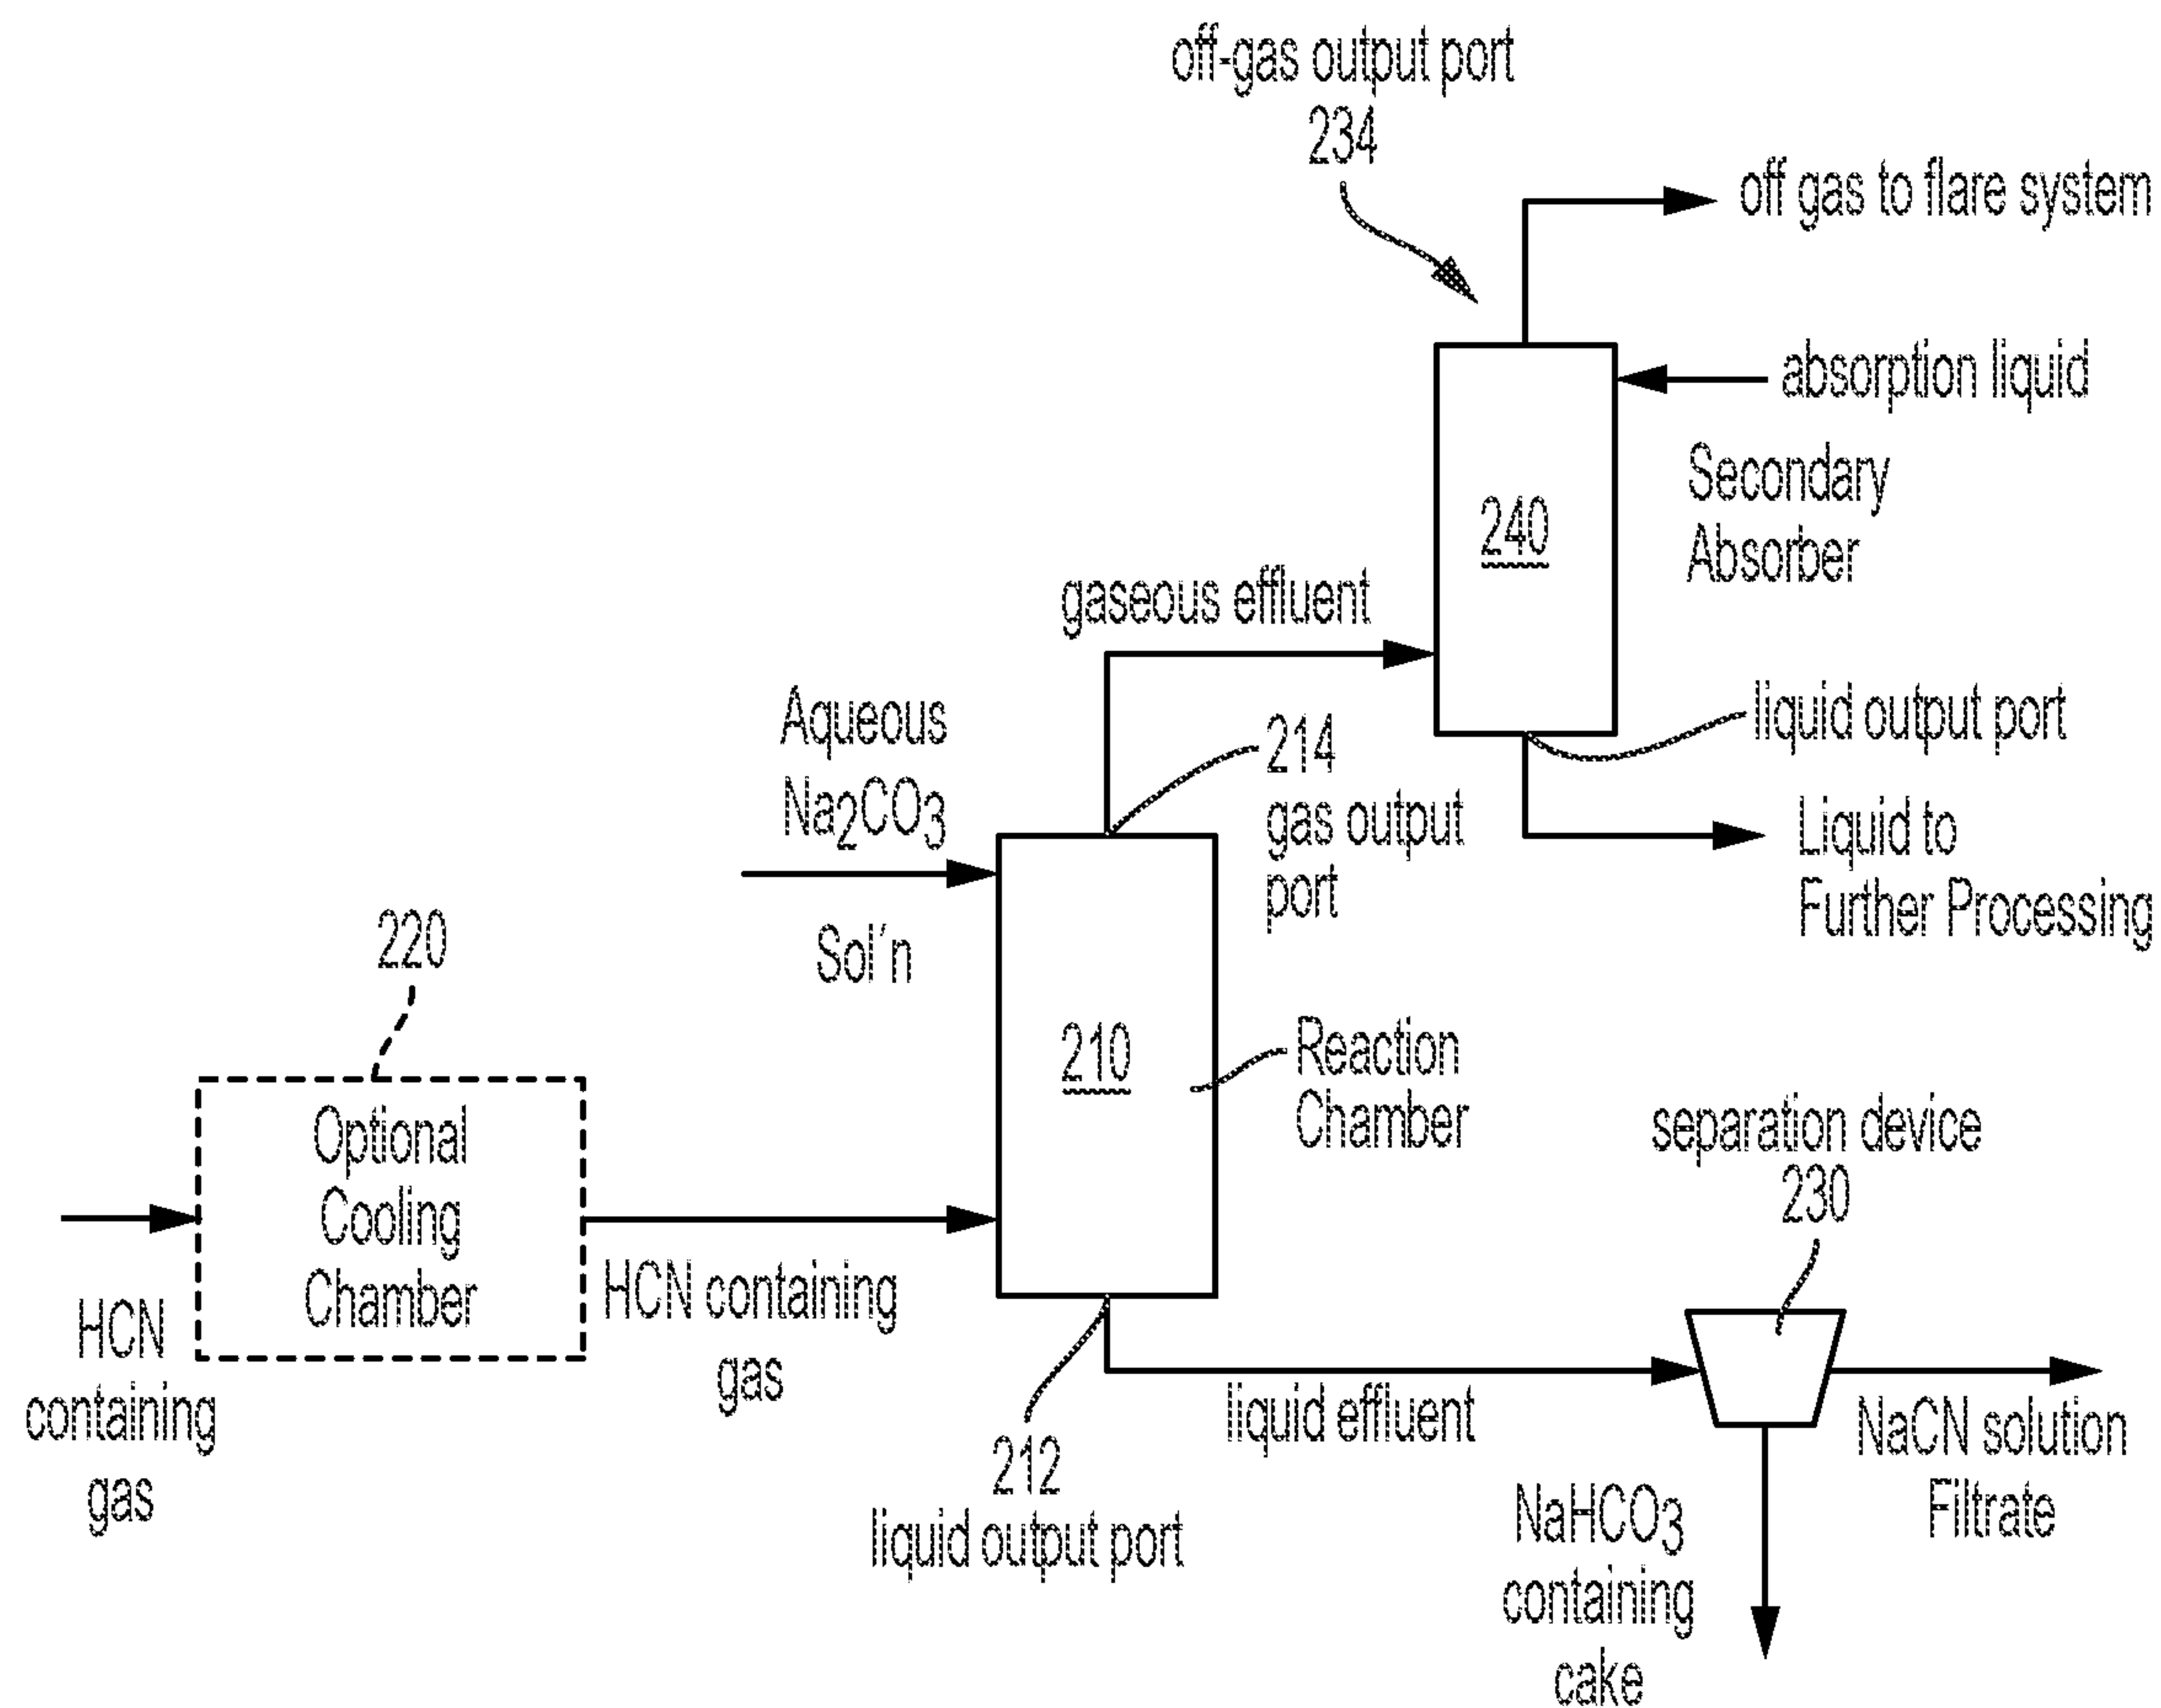 off-gas output port
234
off gas to flare system
absorption liquid
Secondary
Absorber
240
gaseous effluent
liquid output port
Liquid to
Further Processing
Aqueous
Na₂CO₃
Sol´n
214
gas output
port
210
Reaction
Chamber
220
Optional
Cooling
Chamber
HCN
containing
gas
HCN containing
gas
212
liquid output port
liquid effluent
separation device
230
NaCN solution
Filtrate
NaHCO₃
containing
cake